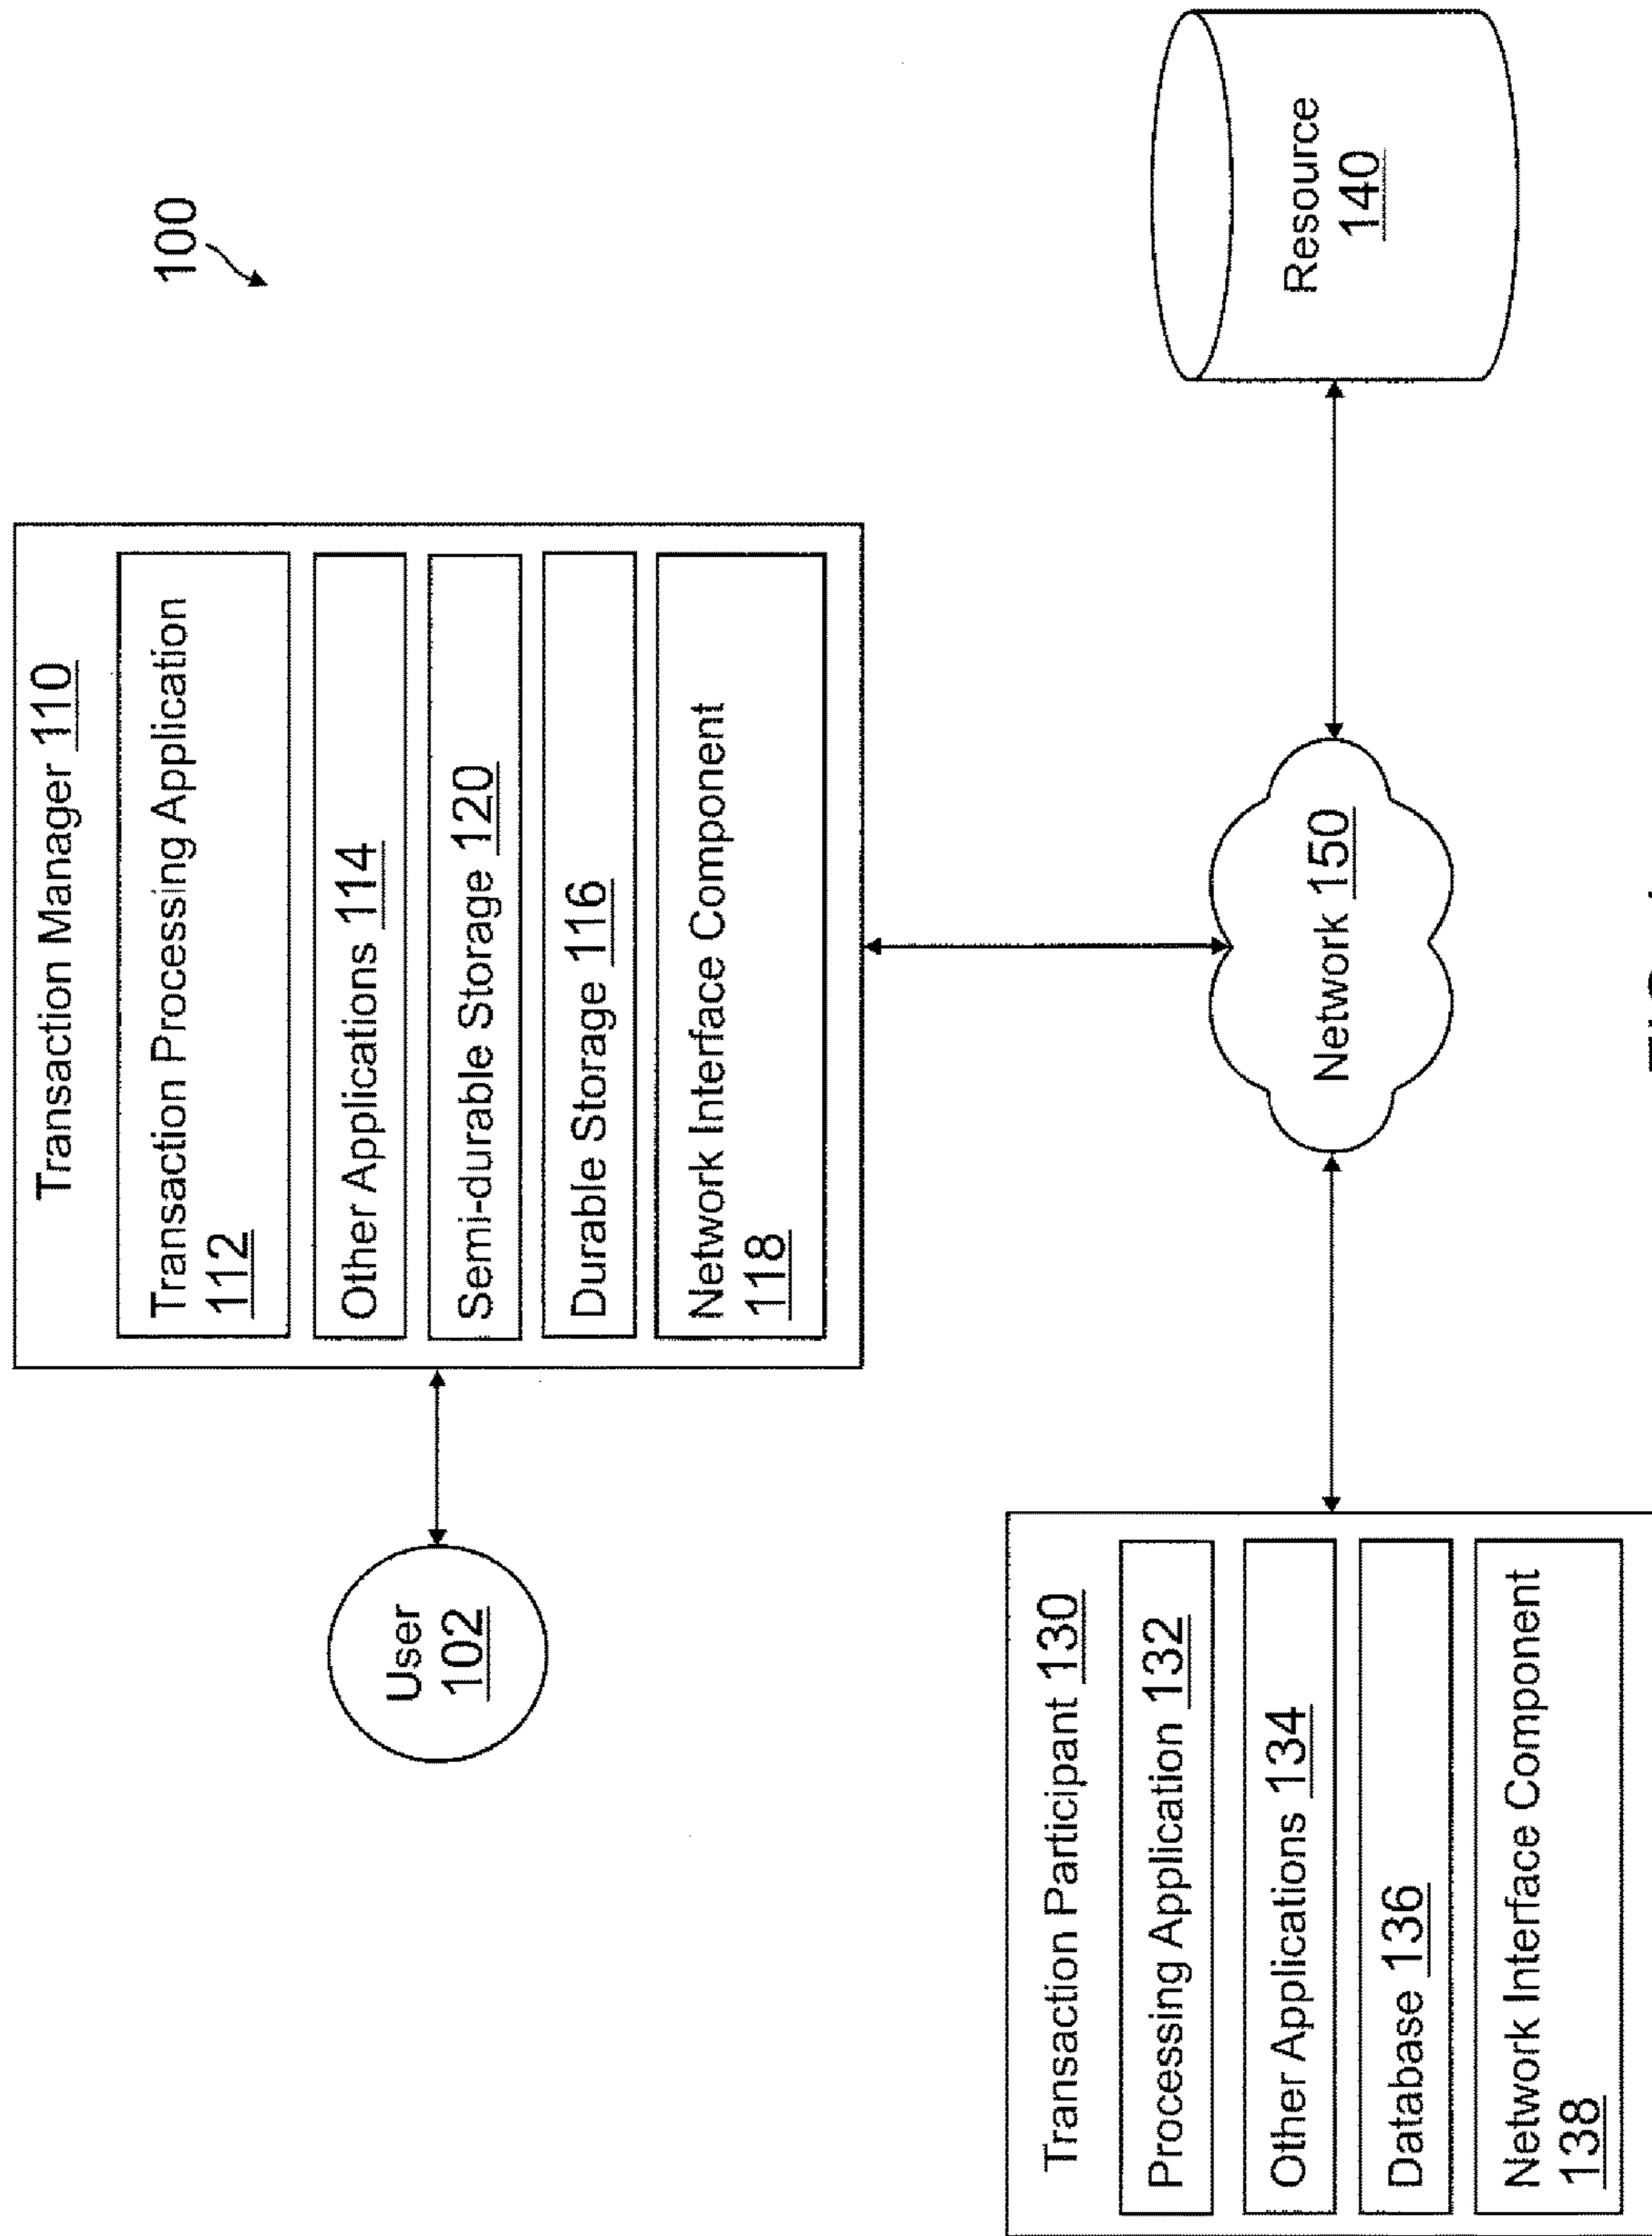 100
Transaction Manager 110
Transaction Processing Application
112
Other Applications 114
Semi-durable Storage 120
Durable Storage 116
Network Interface Component
118
User
102
Transaction Participant 130
Processing Application 132
Other Applications 134
Database 136
Network Interface Component
138
Network 150
Resource
140